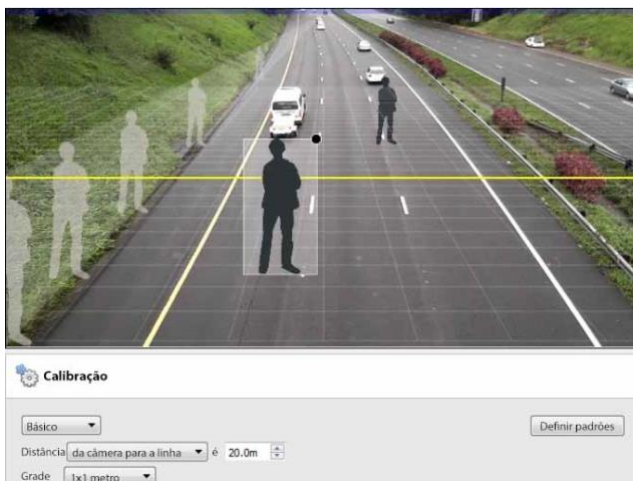 Calibração
Básico
Definir padrões
Distância da câmera para a linha é 20.0m
Grade 1x1 metro